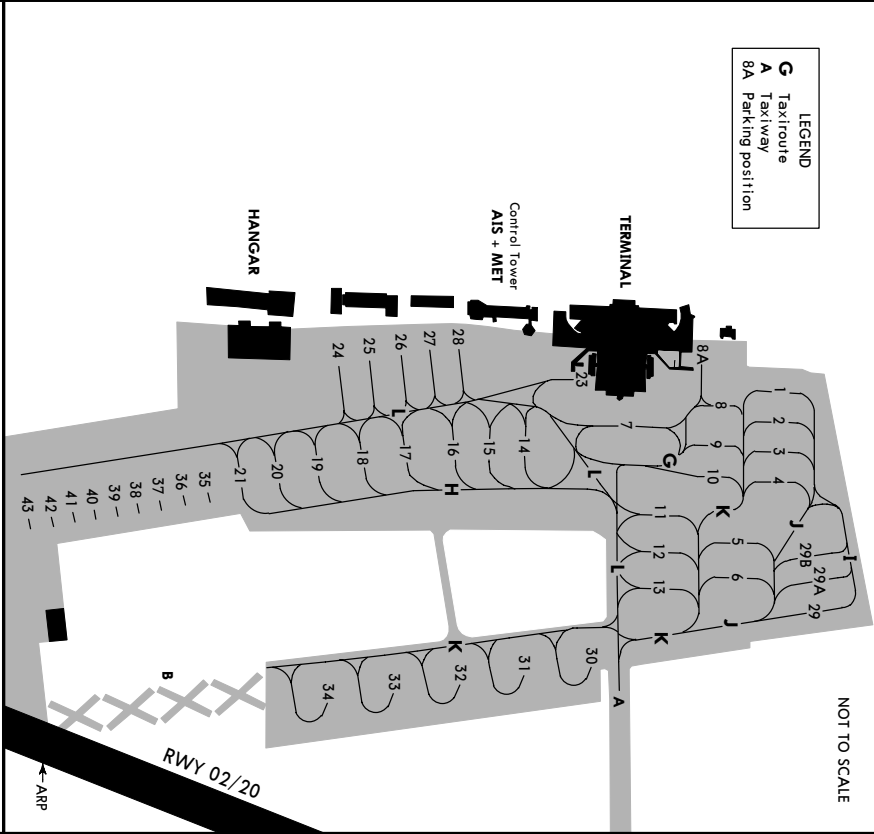 LEGEND
G Taxiroute
A Taxiway
8A Parking position
NOT TO SCALE
TERMINAL
Control Tower
AIS + MET
HANGAR
8A
1
8
2
23
7
9
3
G
10
4
K
J
I
28
27
26
25
24
L
14
15
16
17
18
19
20
21
H
L
11
12
L
13
5
6
29B
29A
29
J
K
35
36
37
38
39
40
41
42
43
K
30
31
32
33
34
A
B
RWY 02/20
ARP